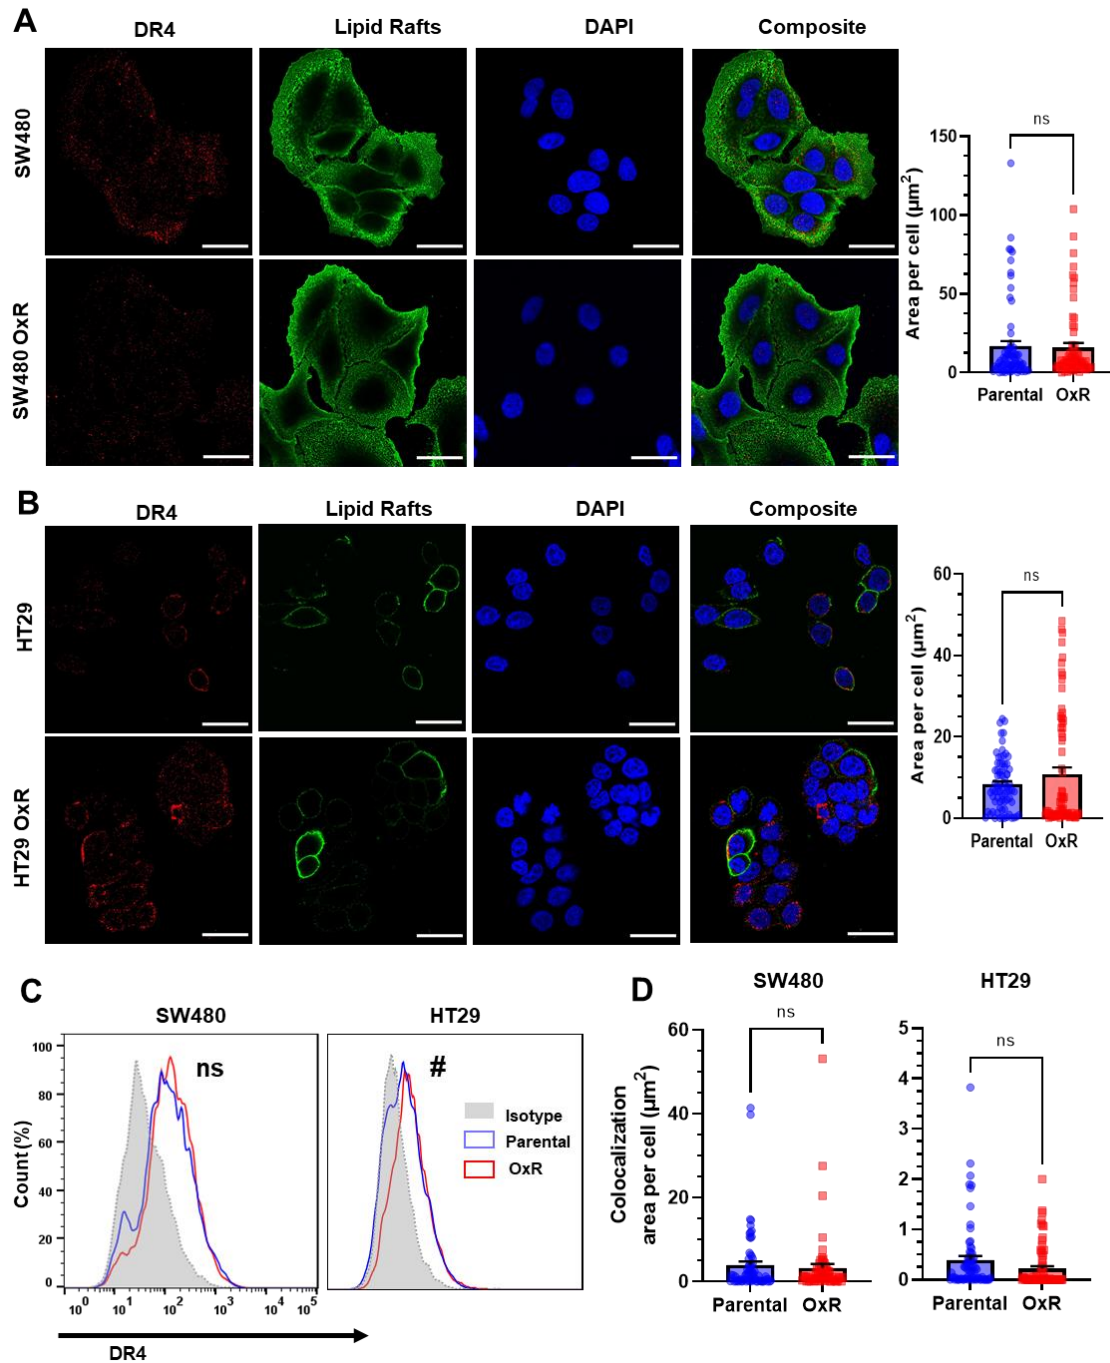 A
DR4
Lipid Rafts
DAPI
Composite
SW480
SW480 OxR
ns
Area per cell (µm²)
150
100
50
0
Parental
OxR
B
DR4
Lipid Rafts
DAPI
Composite
HT29
HT29 OxR
ns
Area per cell (µm²)
60
40
20
0
Parental
OxR
C
SW480
HT29
ns
#
Count(%)
100
80
60
40
20
0
10⁰
10¹
10²
10³
10⁴
10⁵
Isotype
Parental
OxR
DR4
D
SW480
HT29
ns
ns
Colocalization
area per cell (µm²)
60
40
20
0
Parental
OxR
5
4
3
2
1
0
Parental
OxR